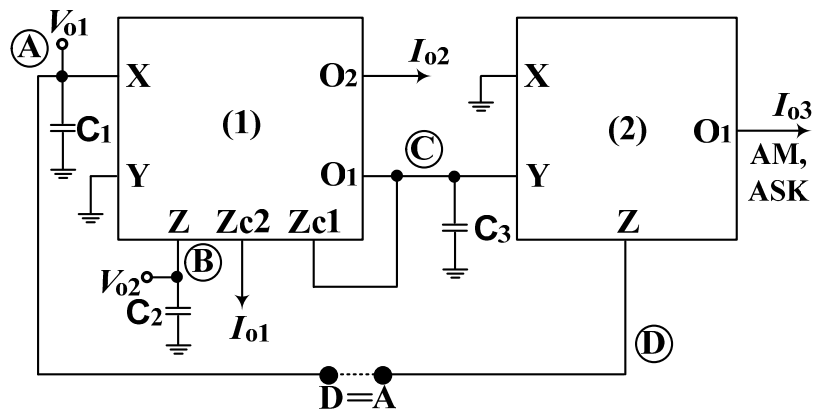 A
Vo1
X
C1
(1)
O2
Io2
Y
O1
C
Z
Zc2
Zc1
Vo2
B
C2
Io1
C3
X
(2)
Y
O1
Z
Io3
AM,
ASK
D
D=A